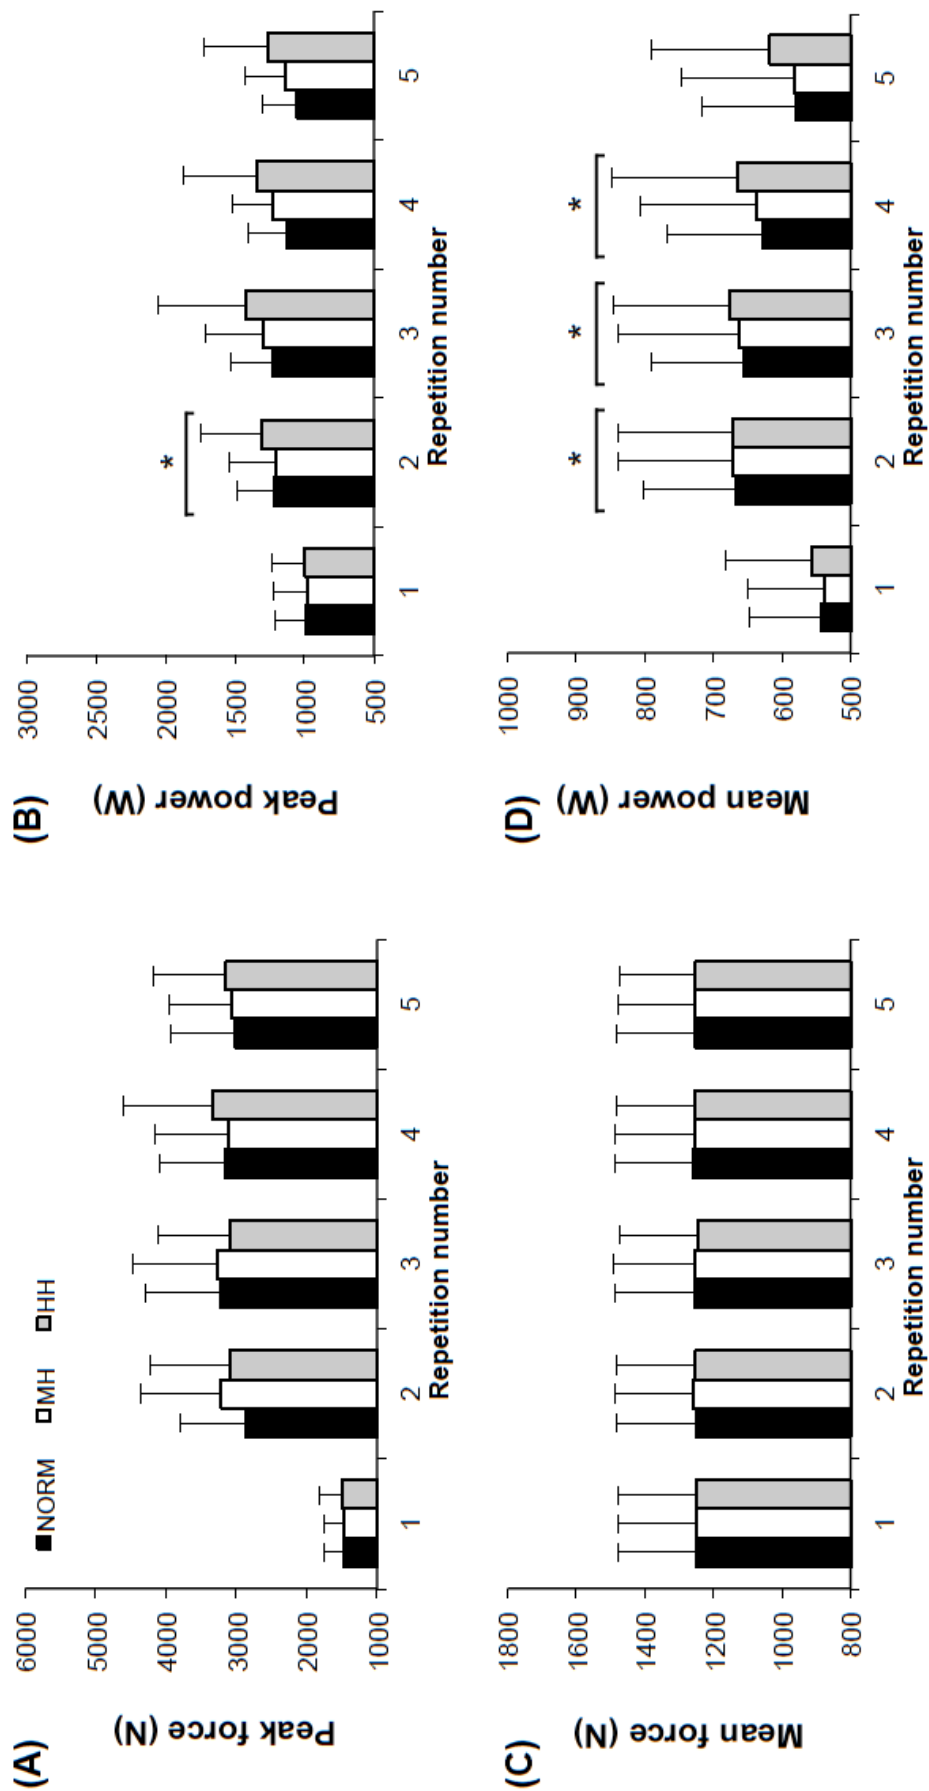 (A)
NORM MH HH
Peak force (N)
6000
5000
4000
3000
2000
1000
1 2 3 4 5
Repetition number
(B)
Peak power (W)
3000
2500
2000
1500
1000
500
*
1 2 3 4 5
Repetition number
(C)
Mean force (N)
1800
1600
1400
1200
1000
800
1 2 3 4 5
Repetition number
(D)
Mean power (W)
1000
900
800
700
600
500
* * *
1 2 3 4 5
Repetition number